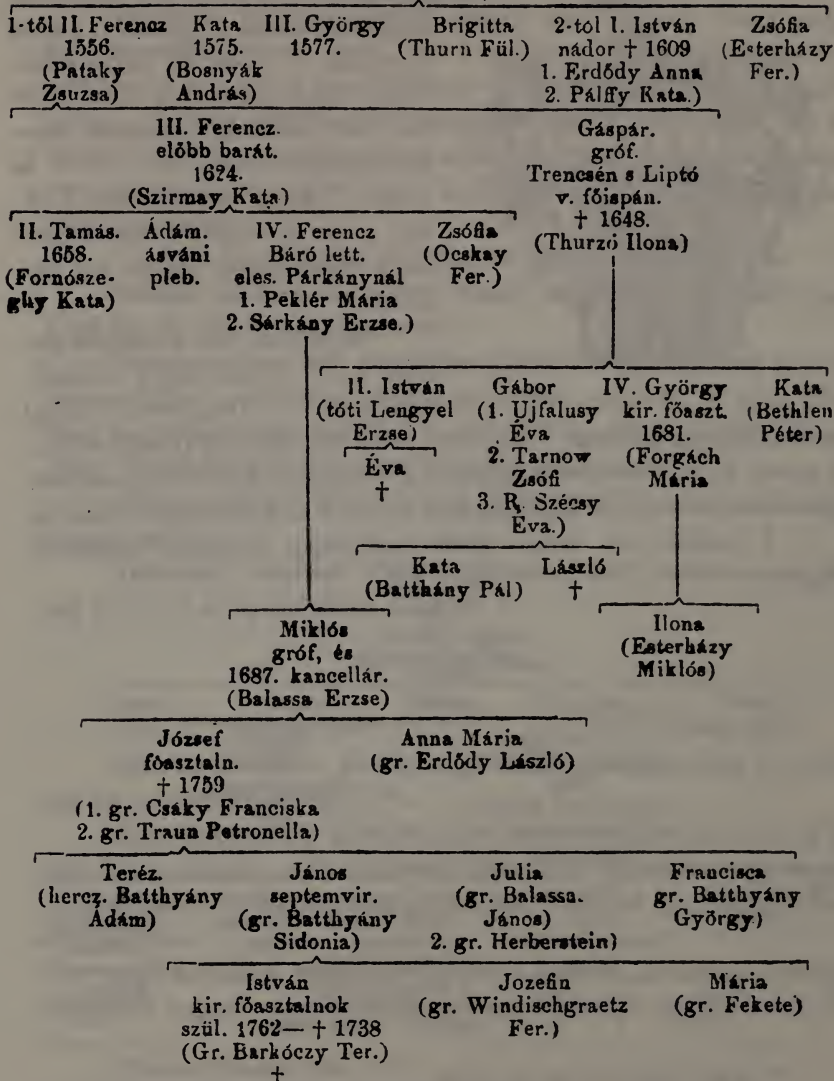 1-től II. Ferencz Kata III. György Brigitta 2-tol I. István Zsófia
1556. 1575. 1577. (Thurn Fül.) nádor † 1609 (Esterházy
(Pataky (Bosnyák 1. Erdődy Anna Fer.)
Zsuzsa) András) 2. Pálffy Kata.)
III. Ferencz. Gáspár.
előbb barát. gróf.
1624. Trencsén s Liptó
(Szirmay Kata) v. főispán.
† 1648.
(Thurzó Ilona)
II. Tamás. Ádám. IV. Ferencz Zsófia
1658. ásváni Báró lett. (Ocskay
(Fornósze- pleb. eles. Párkánynál Fer.)
ghy Kata) 1. Peklér Mária
2. Sárkány Erzse.)
II. István Gábor IV. György Kata
(tóti Lengyel (1. Ujfalusy kir. főaszt. (Bethlen
Erzse) Éva 1681. Péter)
Éva 2. Tarnow (Forgách
† Zsófi Mária
3. R. Szécsy
Éva.)
Kata László
(Batthány Pál) †
Miklós Ilona
gróf, és (Esterházy
1687. kancellár. Miklós)
(Balassa Erzse)
József Anna Mária
főasztaln. (gr. Erdődy László)
† 1759
(1. gr. Csáky Franciska
2. gr. Traun Petronella)
Teréz. János Julia Francisca
(hercz. Batthyány septemvir. (gr. Balassa. gr. Batthyány
Ádám) (gr. Batthyány János) György)
Sidonia) 2. gr. Herberstein)
István Jozefin Mária
kir. főasztalnok (gr. Windischgraetz (gr. Fekete)
szül. 1762— † 1738 Fer.)
(Gr. Barkóczy Ter.)
†